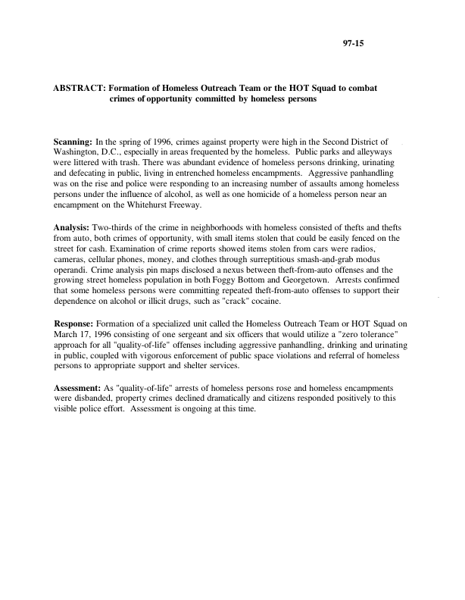 97-15
ABSTRACT: Formation of Homeless Outreach Team or the HOT Squad to combat
crimes of opportunity committed by homeless persons
Scanning: In the spring of 1996, crimes against property were high in the Second District of
Washington, D.C., especially in areas frequented by the homeless. Public parks and alleyways
were littered with trash. There was abundant evidence of homeless persons drinking, urinating
and defecating in public, living in entrenched homeless encampments. Aggressive panhandling
was on the rise and police were responding to an increasing number of assaults among homeless
persons under the influence of alcohol, as well as one homicide of a homeless person near an
encampment on the Whitehurst Freeway.
Analysis: Two-thirds of the crime in neighborhoods with homeless consisted of thefts and thefts
from auto, both crimes of opportunity, with small items stolen that could be easily fenced on the
street for cash. Examination of crime reports showed items stolen from cars were radios,
cameras, cellular phones, money, and clothes through surreptitious smash-and-grab modus
operandi. Crime analysis pin maps disclosed a nexus between theft-from-auto offenses and the
growing street homeless population in both Foggy Bottom and Georgetown. Arrests confirmed
that some homeless persons were committing repeated theft-from-auto offenses to support their
dependence on alcohol or illicit drugs, such as "crack" cocaine.
Response: Formation of a specialized unit called the Homeless Outreach Team or HOT Squad on
March 17, 1996 consisting of one sergeant and six officers that would utilize a "zero tolerance"
approach for all "quality-of-life" offenses including aggressive panhandling, drinking and urinating
in public, coupled with vigorous enforcement of public space violations and referral of homeless
persons to appropriate support and shelter services.
Assessment: As "quality-of-life" arrests of homeless persons rose and homeless encampments
were disbanded, property crimes declined dramatically and citizens responded positively to this
visible police effort. Assessment is ongoing at this time.